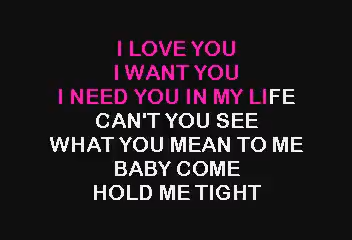 I LOVE YOU
I WANT YOU
I NEED YOU IN MY LIFE
CAN'T YOU SEE
WHAT YOU MEAN TO ME
BABY COME
HOLD ME TIGHT